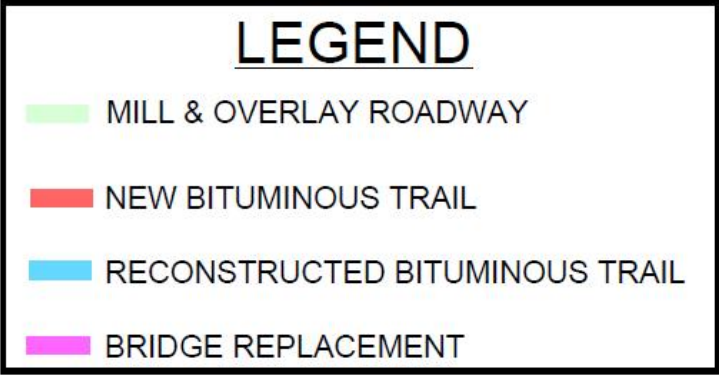 LEGEND
MILL & OVERLAY ROADWAY
NEW BITUMINOUS TRAIL
RECONSTRUCTED BITUMINOUS TRAIL
BRIDGE REPLACEMENT